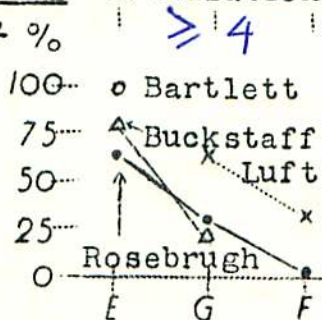 %
≥ 4
100 Bartlett
75 Buckstaff
50 Luft
25
Rosebrugh
0
E G F